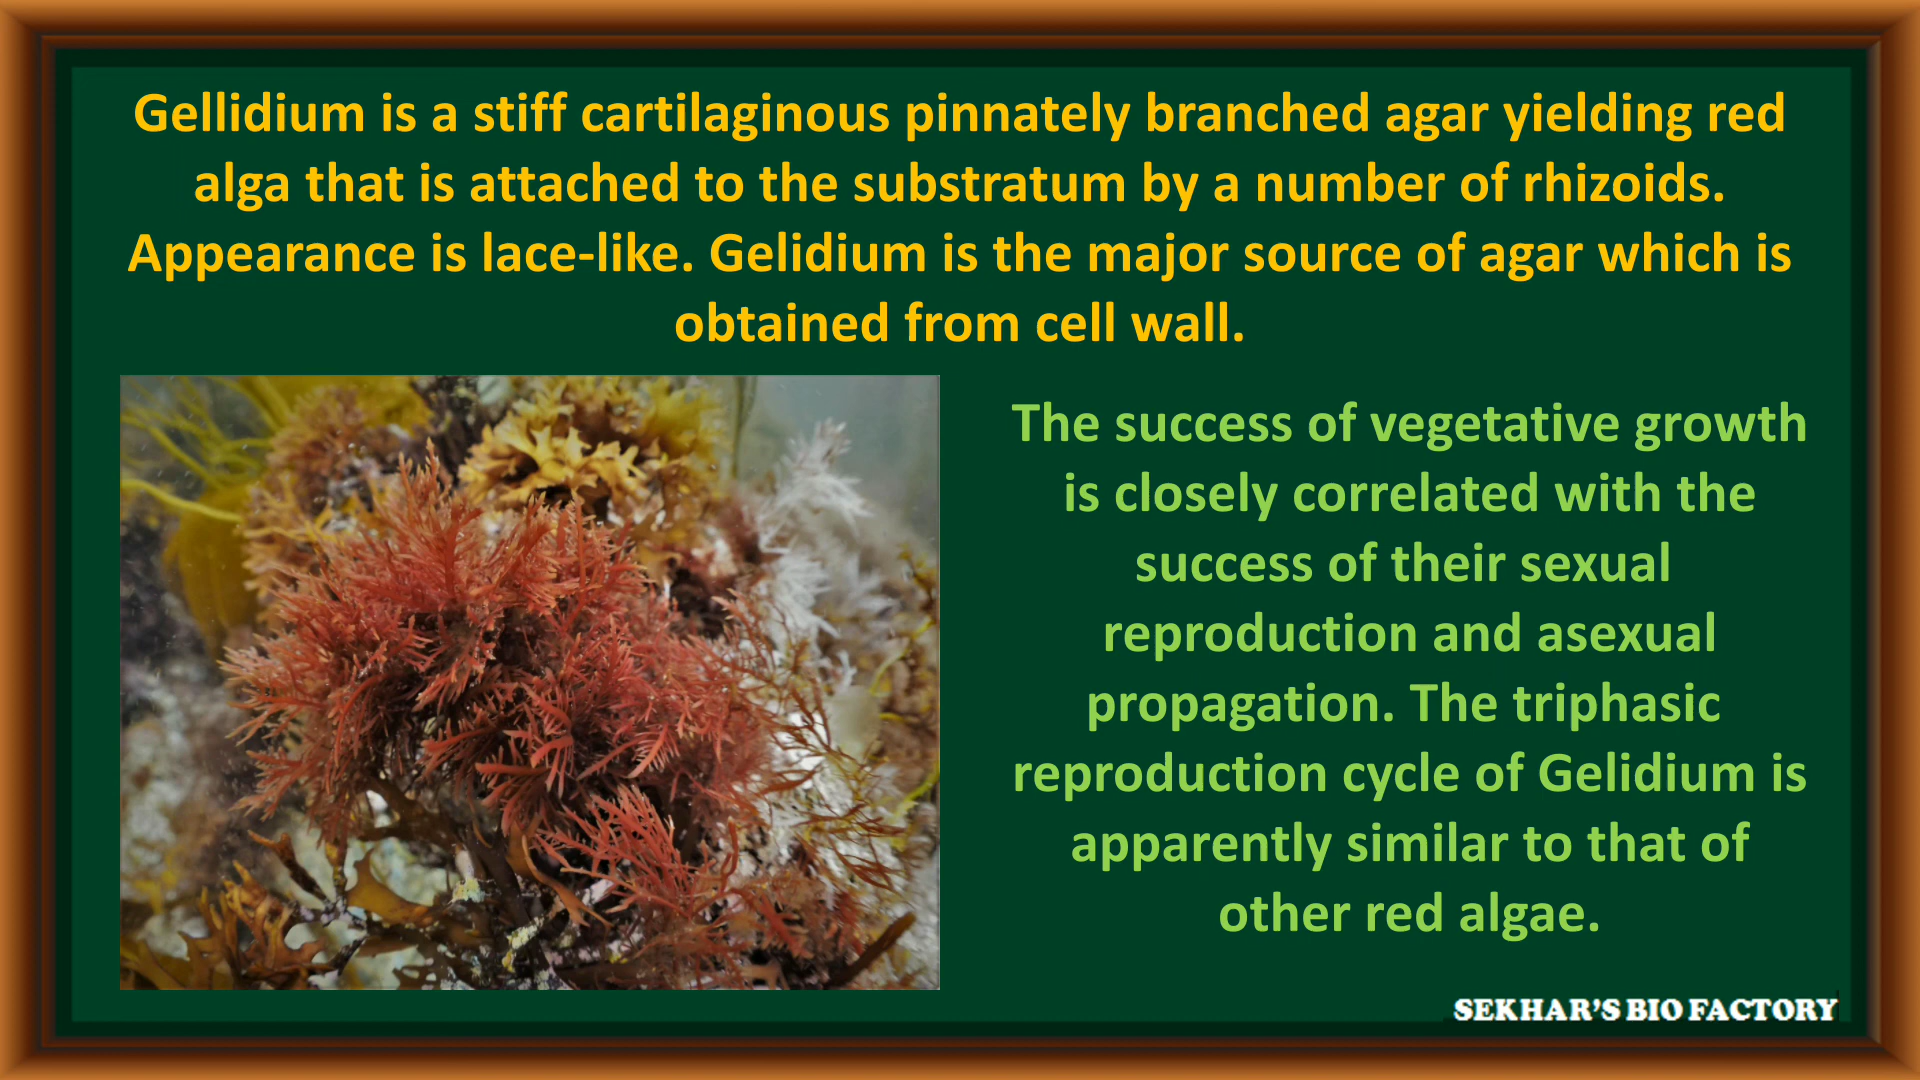 Gellidium is a stiff cartilaginous pinnately branched agar yielding red
alga that is attached to the substratum by a number of rhizoids.
Appearance is lace-like. Gelidium is the major source of agar which is
obtained from cell wall.
The success of vegetative growth
is closely correlated with the
success of their sexual
reproduction and asexual
propagation. The triphasic
reproduction cycle of Gelidium is
apparently similar to that of
other red algae.
SEKHAR'S BIO FACTORY